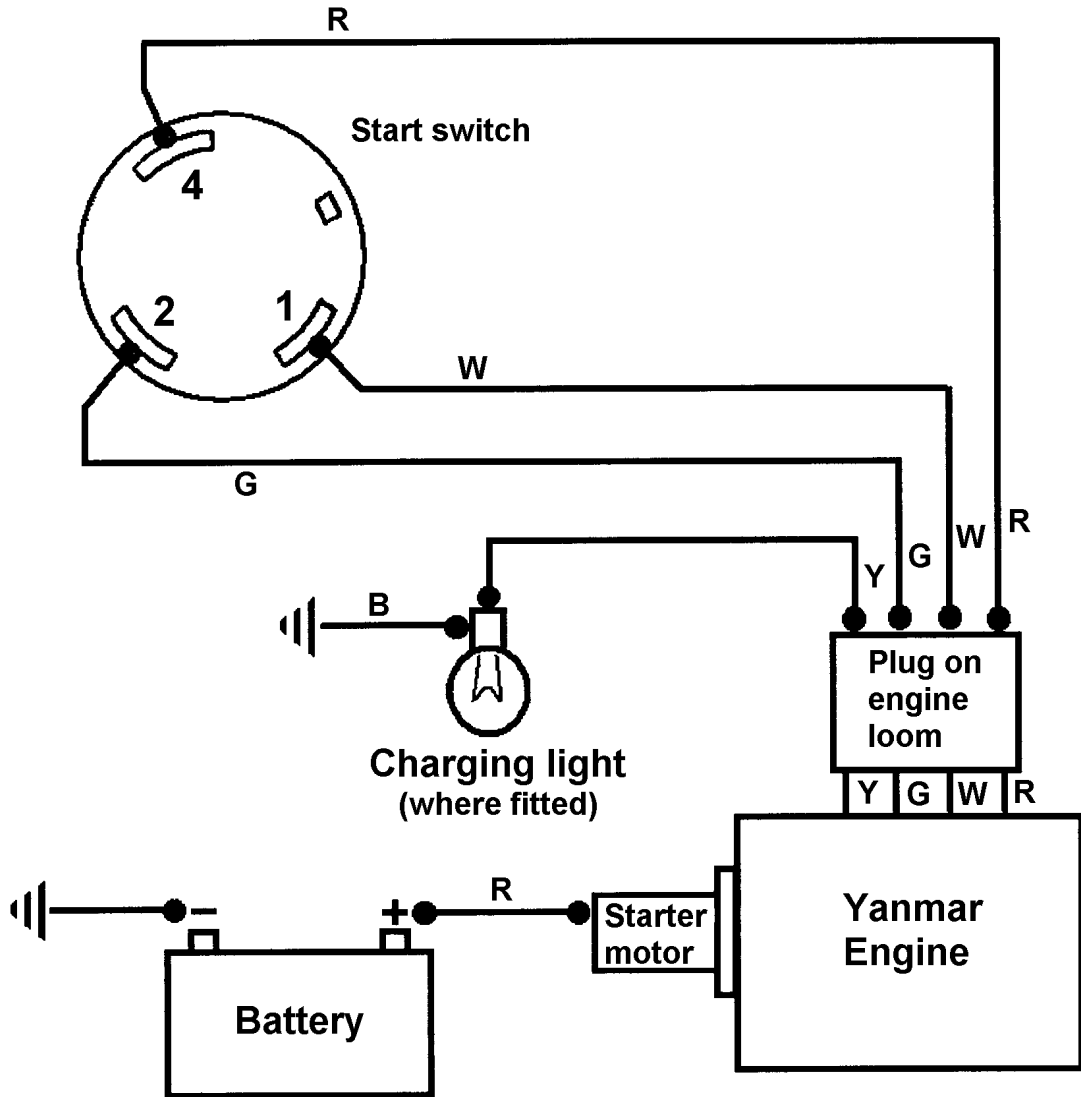 R
Start switch
4
2
1
W
G
R
W
G
Y
B
Plug on
engine
loom
Charging light
(where fitted)
Y G W R
R
– +
Starter
motor
Yanmar
Engine
Battery